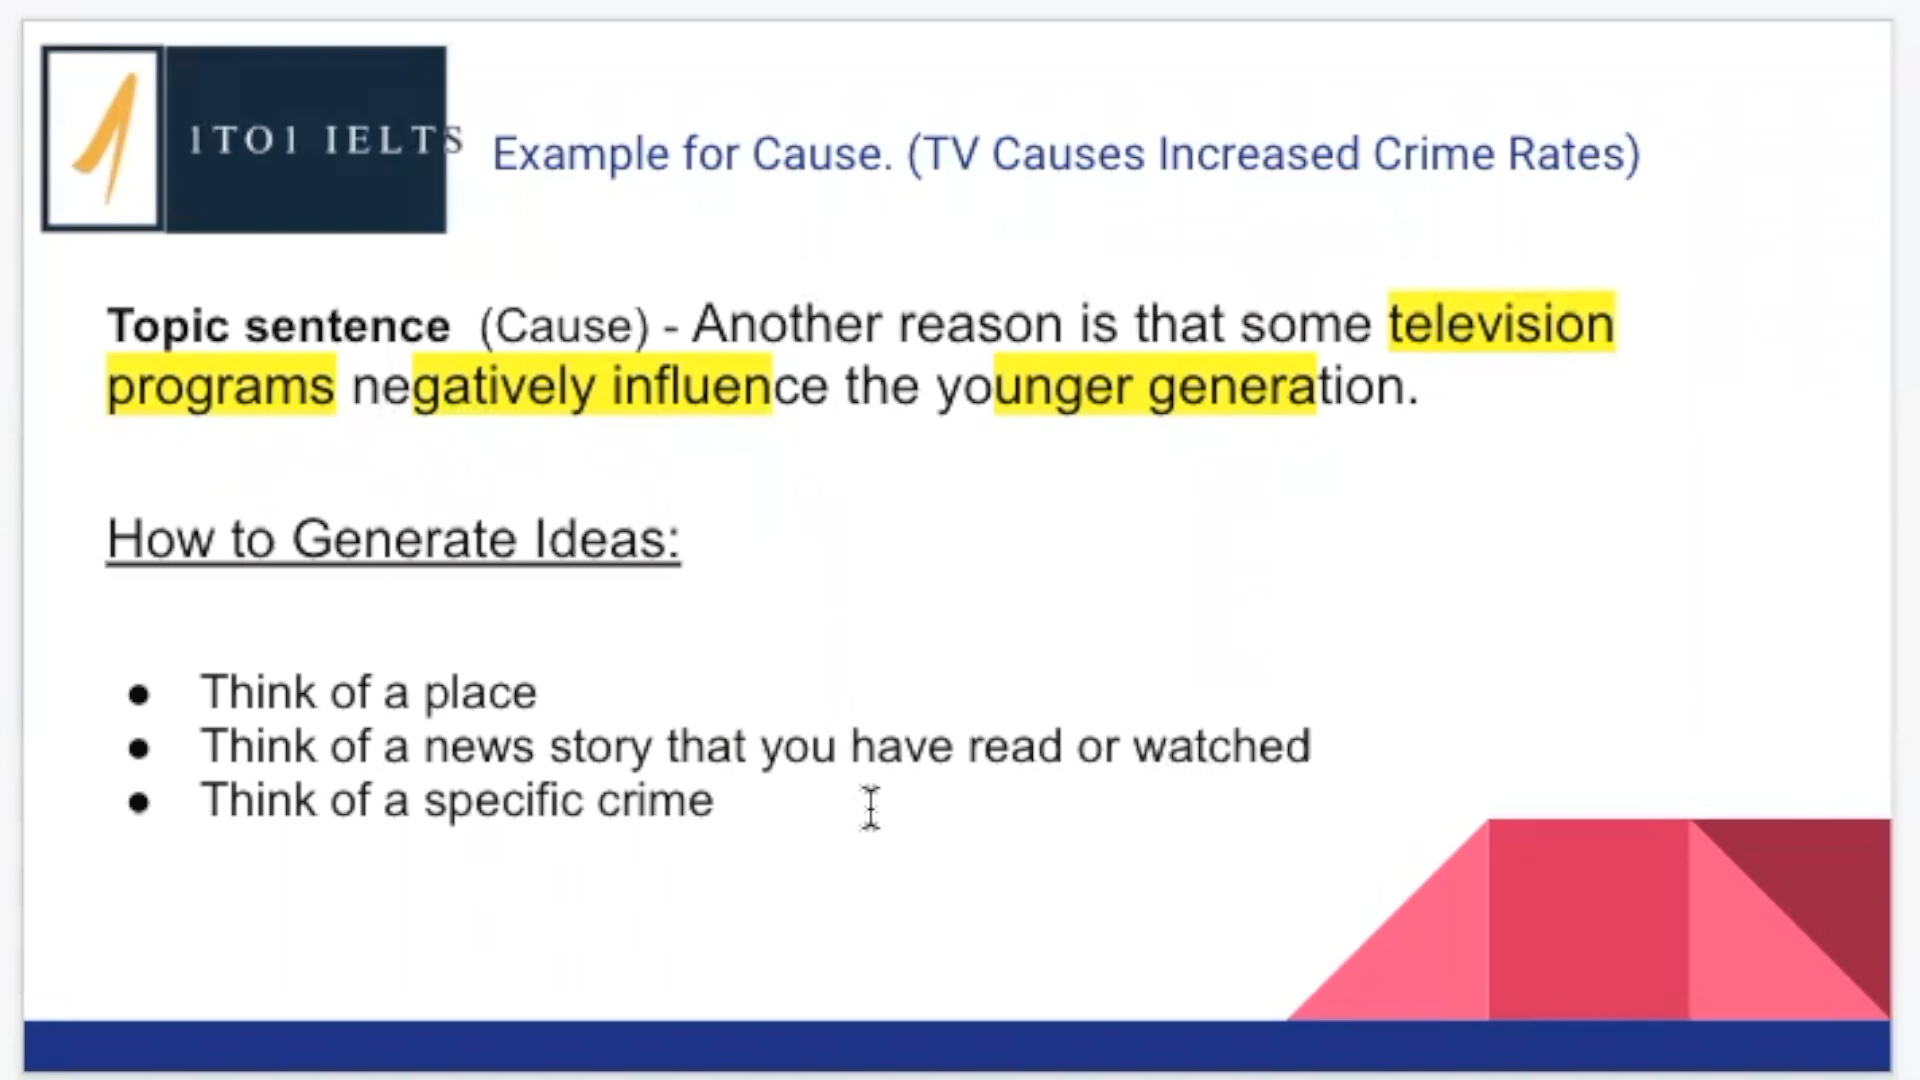 1TO1 IELTS
Example for Cause. (TV Causes Increased Crime Rates)
Topic sentence (Cause) - Another reason is that some television
programs negatively influence the younger generation.
How to Generate Ideas:
● Think of a place
● Think of a news story that you have read or watched
● Think of a specific crime